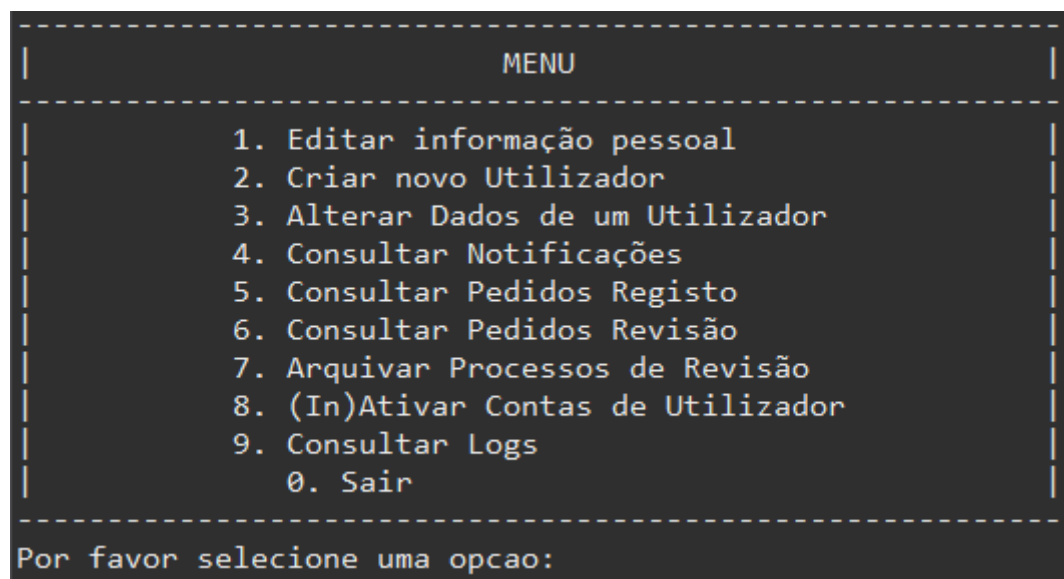 MENU
1. Editar informação pessoal
2. Criar novo Utilizador
3. Alterar Dados de um Utilizador
4. Consultar Notificações
5. Consultar Pedidos Registo
6. Consultar Pedidos Revisão
7. Arquivar Processos de Revisão
8. (In)Ativar Contas de Utilizador
9. Consultar Logs
0. Sair
Por favor selecione uma opcao: